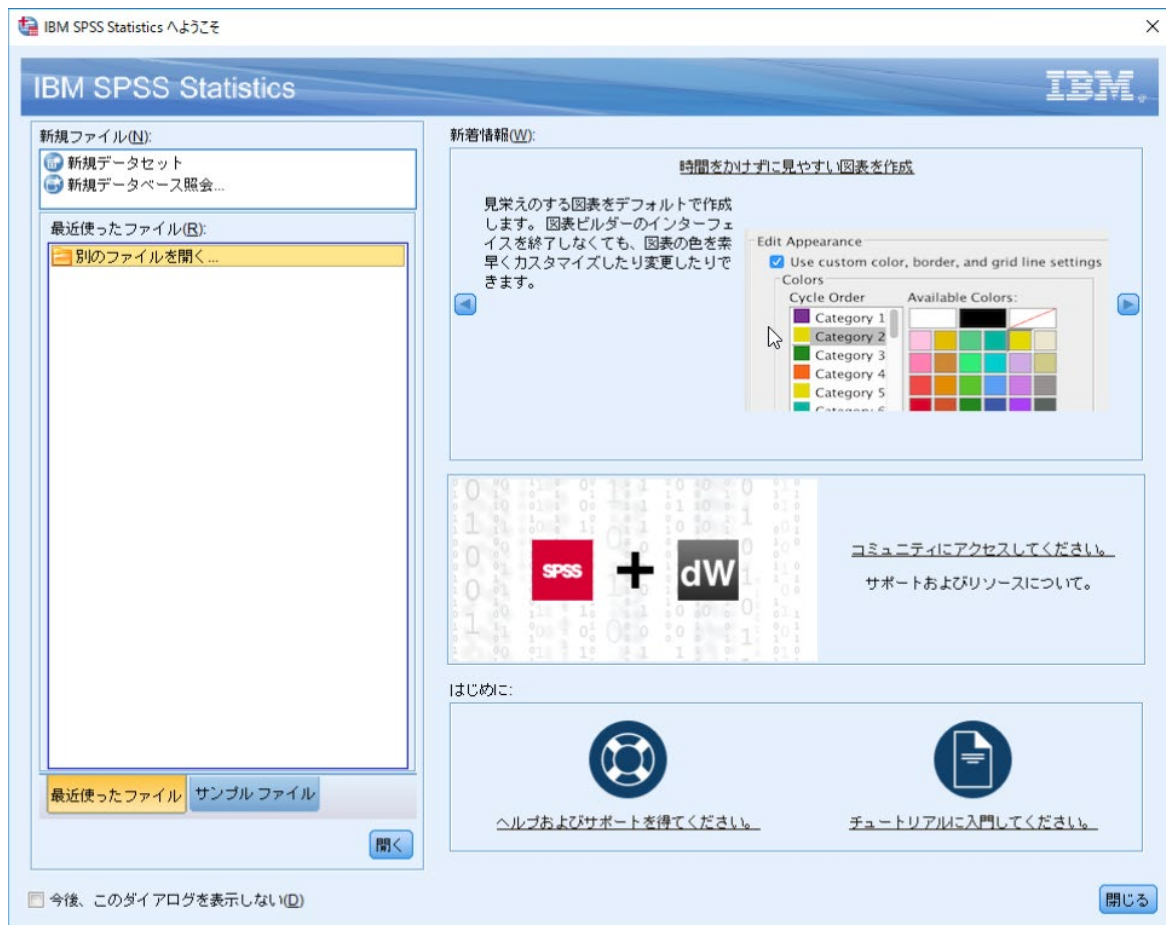 IBM SPSS Statistics へようこそ
IBM SPSS Statistics
IBM
新規ファイル(N):
新規データセット
新規データベース照会...
最近使ったファイル(R):
別のファイルを開く...
最近使ったファイル
サンプル ファイル
開く
新着情報(W):
時間をかけずに見やすい図表を作成
見栄えのする図表をデフォルトで作成
します。 図表ビルダーのインターフェ
イスを終了しなくても、図表の色を素
早くカスタマイズしたり変更したりで
きます。
Edit Appearance
Use custom color, border, and grid line settings
Colors
Cycle Order
Available Colors:
Category 1
Category 2
Category 3
Category 4
Category 5
SPSS
+
dW
コミュニティにアクセスしてください。
サポートおよびリソースについて。
はじめに:
ヘルプおよびサポートを得てください。
チュートリアルに入門してください。
今後、このダイアログを表示しない(D)
閉じる